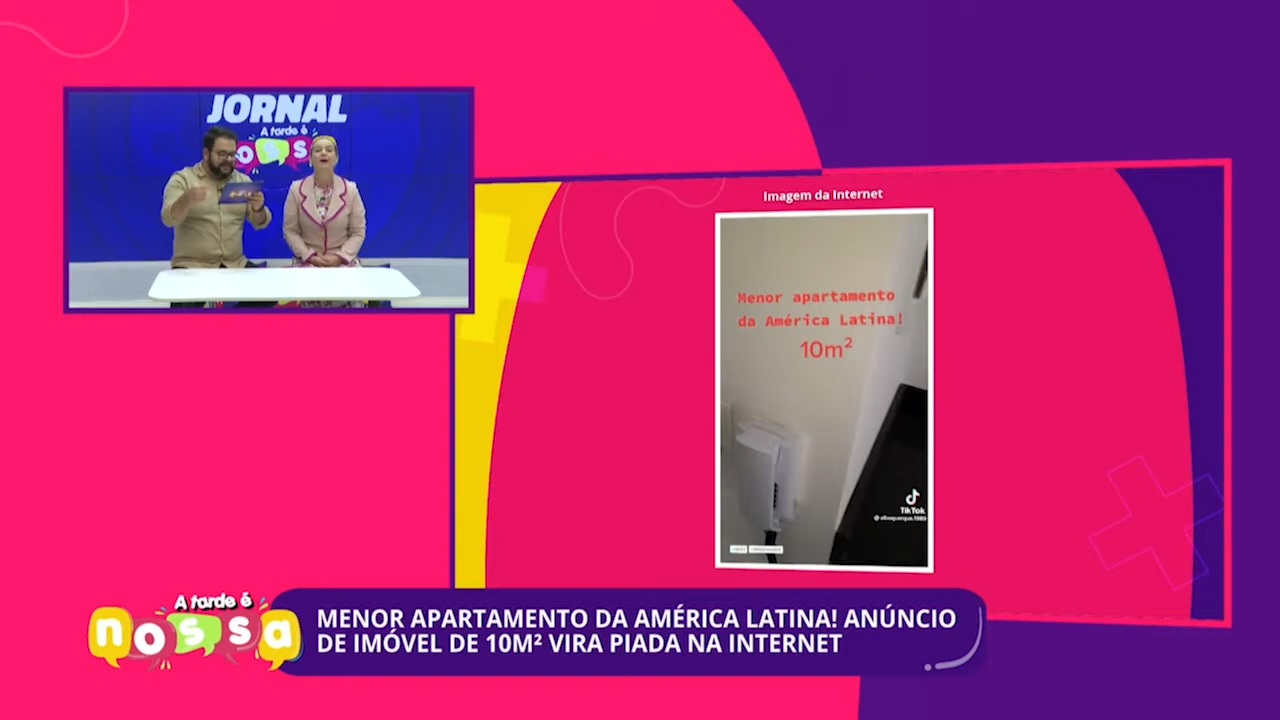 JORNAL
A tarde é
noss
Imagem da Internet
Menor apartamento
da América Latina!
10m²
TikTok
A tarde é
nossa
MENOR APARTAMENTO DA AMÉRICA LATINA! ANÚNCIO
DE IMÓVEL DE 10M² VIRA PIADA NA INTERNET